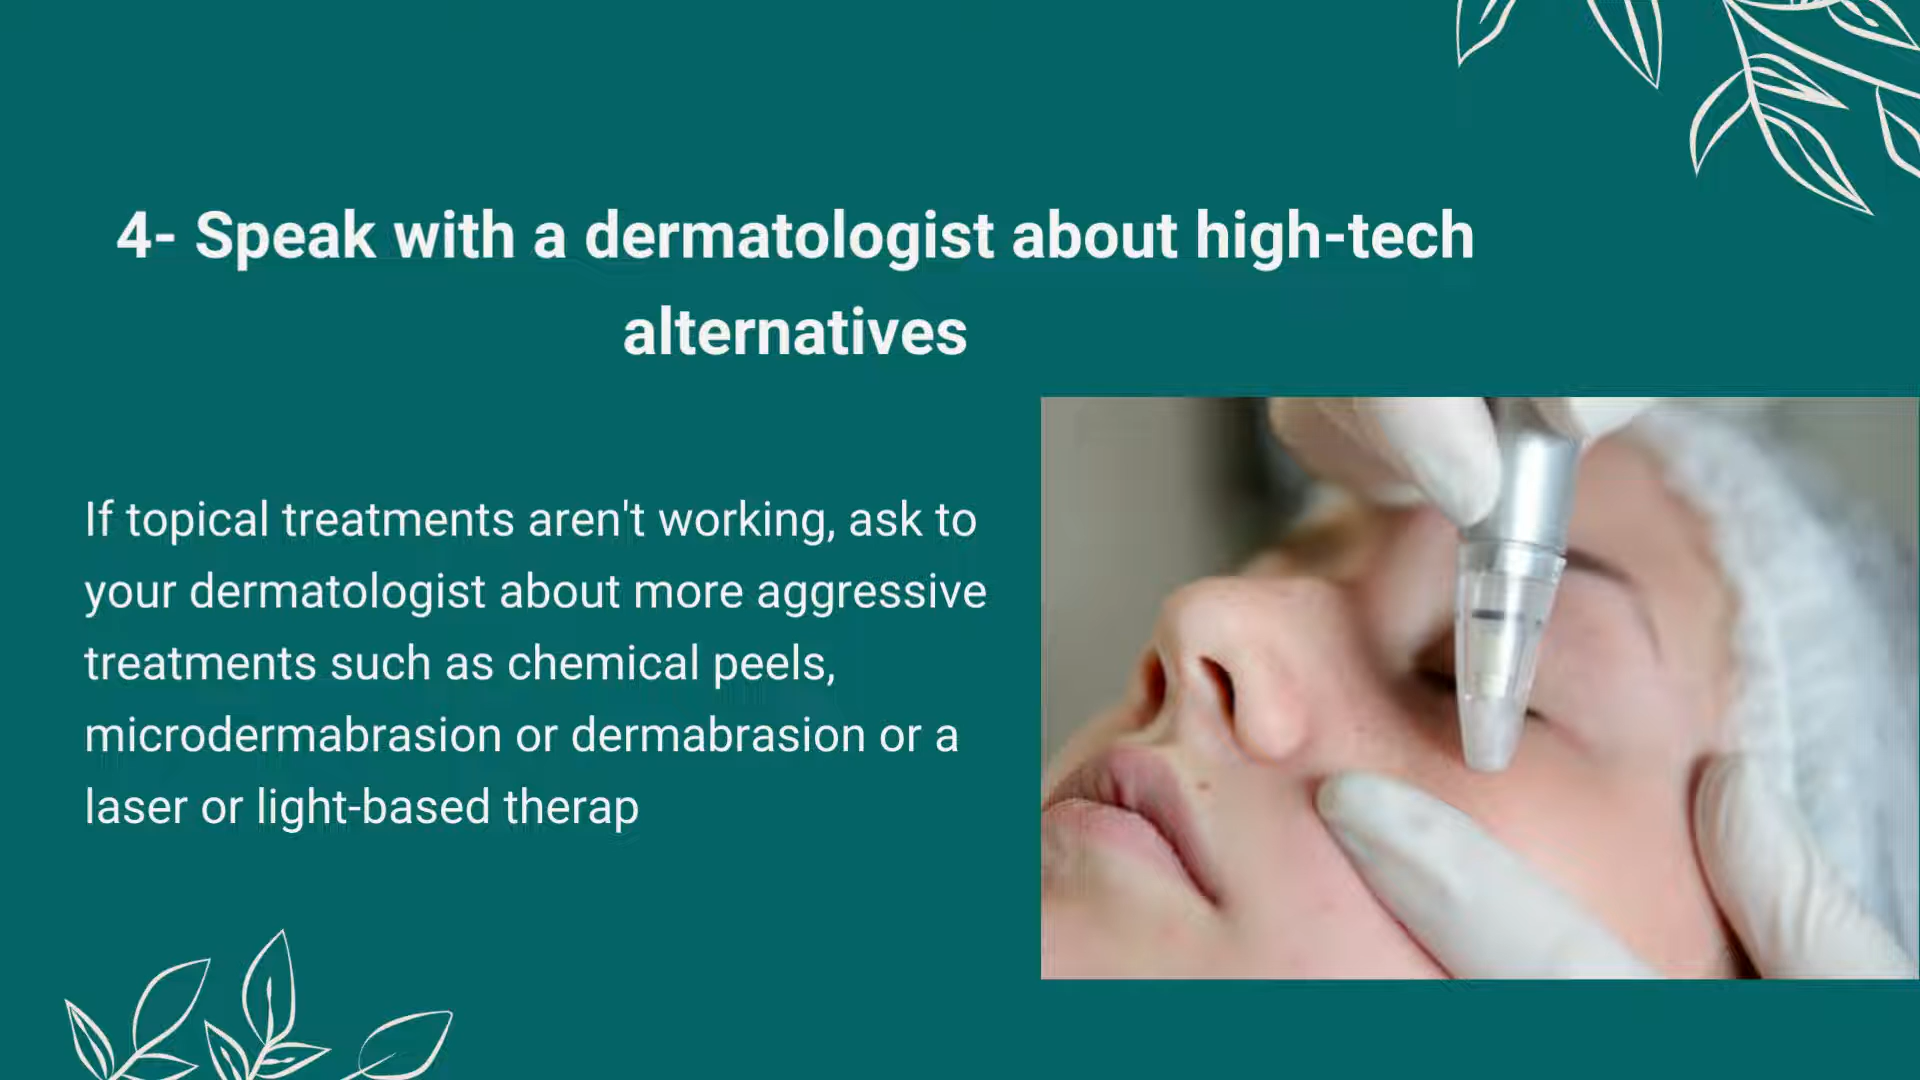 4- Speak with a dermatologist about high-tech
alternatives
If topical treatments aren't working, ask to
your dermatologist about more aggressive
treatments such as chemical peels,
microdermabrasion or dermabrasion or a
laser or light-based therap